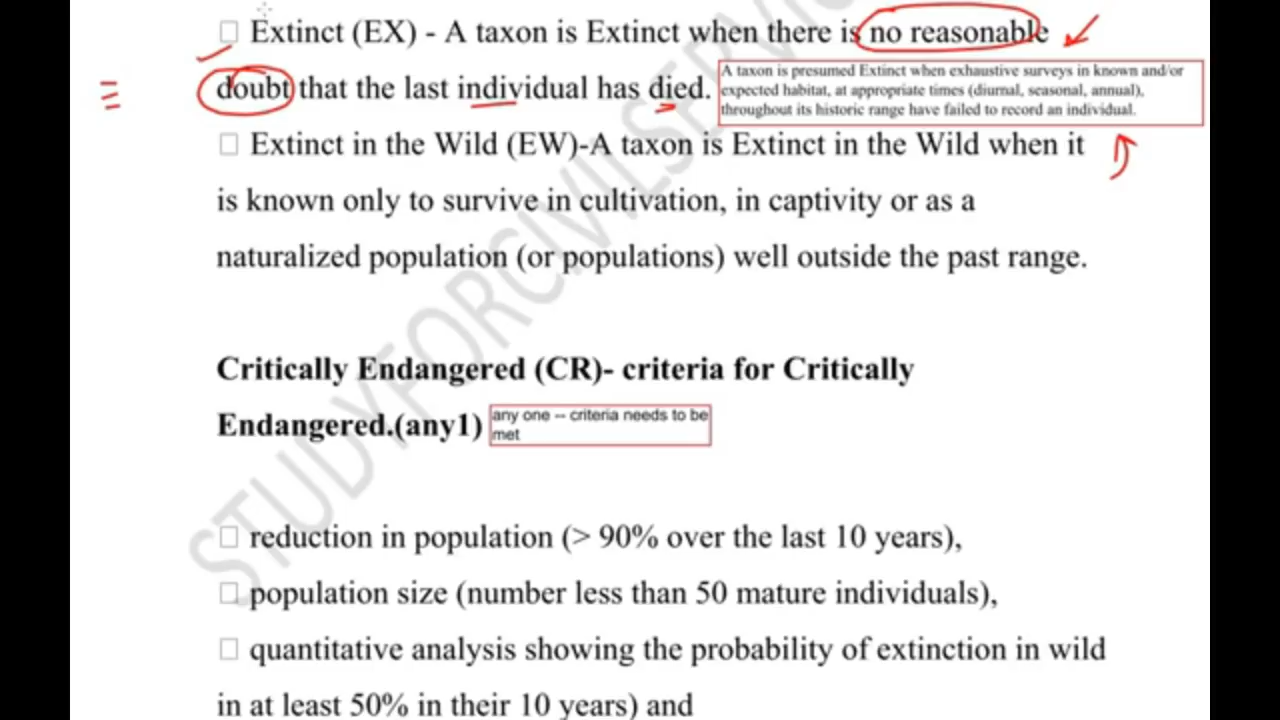 □ Extinct (EX) - A taxon is Extinct when there is no reasonable
doubt that the last individual has died.
A taxon is presumed Extinct when exhaustive surveys in known and/or
expected habitat, at appropriate times (diurnal, seasonal, annual),
throughout its historic range have failed to record an individual.
□ Extinct in the Wild (EW)-A taxon is Extinct in the Wild when it
is known only to survive in cultivation, in captivity or as a
naturalized population (or populations) well outside the past range.
Critically Endangered (CR)- criteria for Critically
Endangered.(any1)
any one -- criteria needs to be
met
□ reduction in population (> 90% over the last 10 years),
□ population size (number less than 50 mature individuals),
□ quantitative analysis showing the probability of extinction in wild
in at least 50% in their 10 years) and
STUDYFORCIVILSERVIC